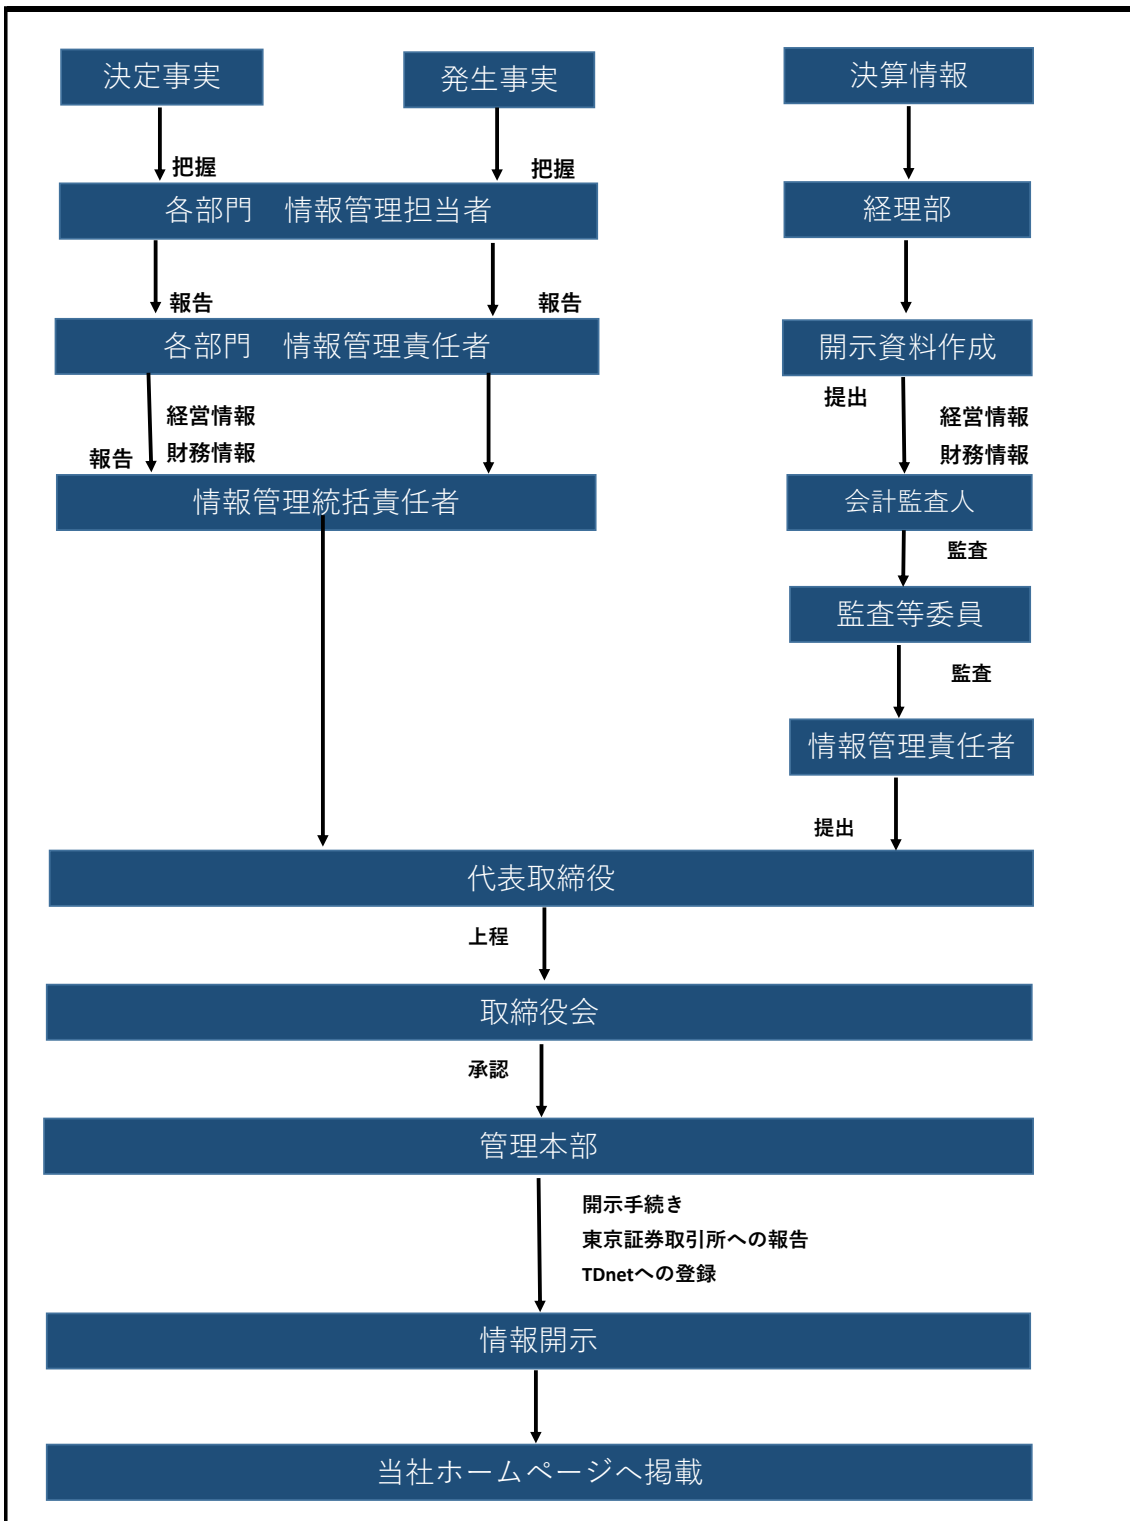 決定事実
発生事実
決算情報
把握
把握
各部門　情報管理担当者
経理部
報告
報告
各部門　情報管理責任者
開示資料作成
提出
経営情報
財務情報
報告
経営情報
財務情報
情報管理統括責任者
会計監査人
監査
監査等委員
監査
情報管理責任者
提出
代表取締役
上程
取締役会
承認
管理本部
開示手続き
東京証券取引所への報告
TDnetへの登録
情報開示
当社ホームページへ掲載